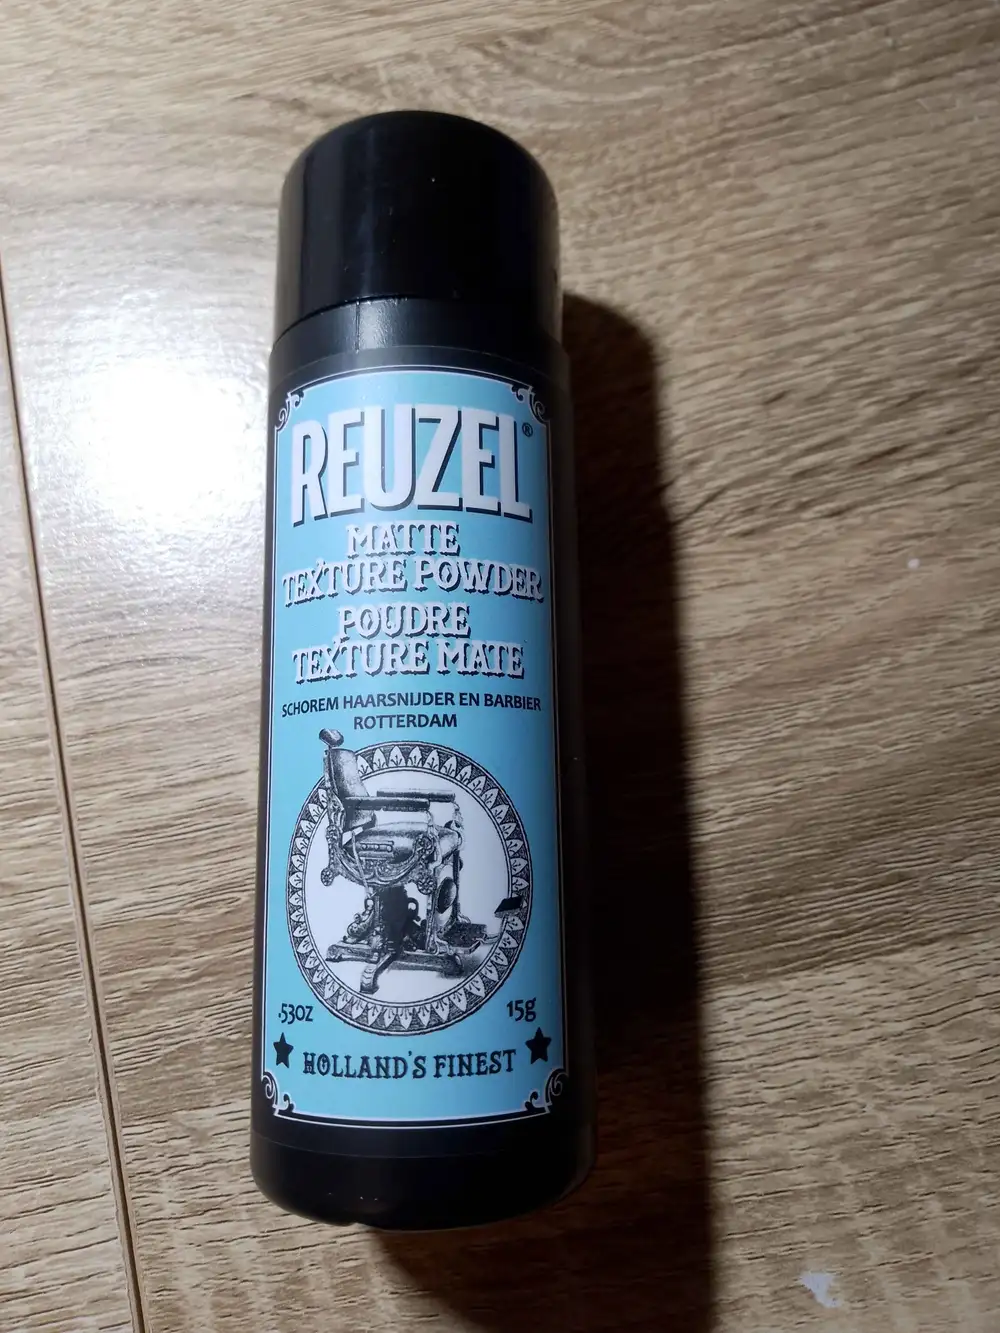 REUZEL®
MATTE
TEXTURE POWDER
POUDRE
TEXTURE MATE
SCHOREM HAARSNIJDER EN BARBIER
ROTTERDAM
.53oz 15g
HOLLAND'S FINEST